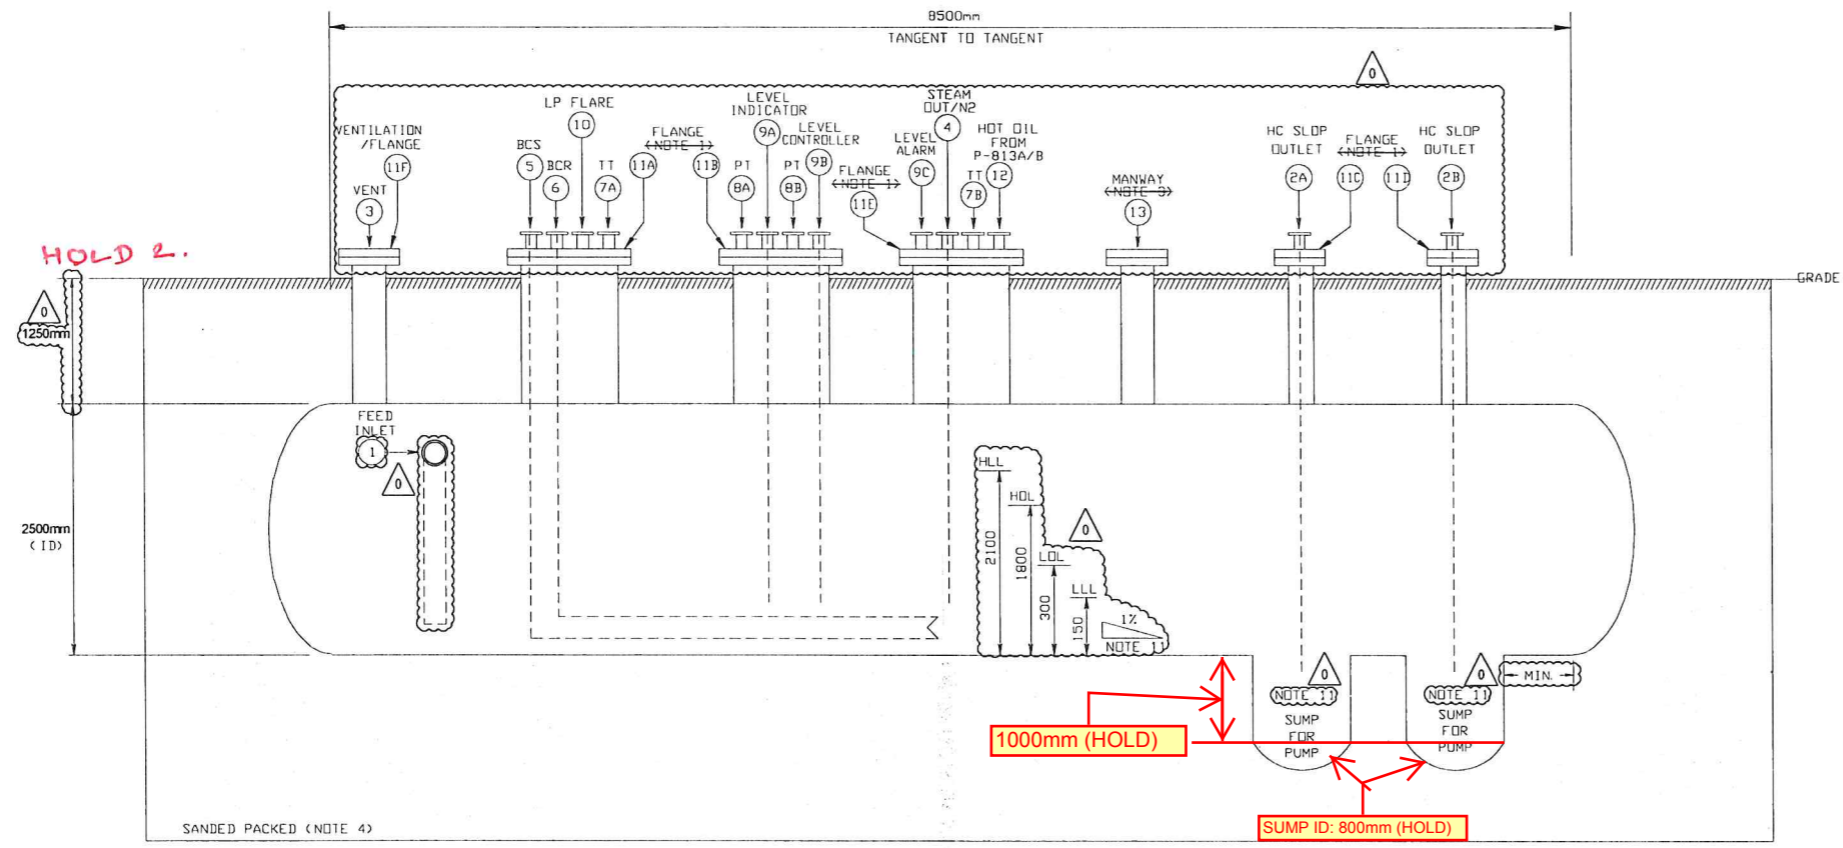 8500mm
TANGENT TO TANGENT
0
VENTILATION
/FLANGE
11F
VENT
3
BCS
5
BCR
6
LP FLARE
10
TT
7A
FLANGE
(NOTE 1)
11A
11B
LEVEL
INDICATOR
9A
PT
8A
PT
8B
LEVEL
CONTROLLER
9B
FLANGE
(NOTE 1)
11E
LEVEL
ALARM
9C
STEAM
OUT/N2
4
TT
7B
HOT OIL
FROM
P-813A/B
12
MANWAY
(NOTE 3)
13
HC SLOP
OUTLET
2A
FLANGE
(NOTE 1)
11C
11D
HC SLOP
OUTLET
2B
HOLD 2.
GRADE
0
1250mm
FEED
INLET
1
0
2500mm
(ID)
HLL
2100
HOL
1800
LOL
300
LLL
150
0
1%
NOTE 11
1000mm (HOLD)
0
NOTE 11
SUMP
FOR
PUMP
0
NOTE 11
SUMP
FOR
PUMP
MIN.
SUMP ID: 800mm (HOLD)
SANDED PACKED (NOTE 4)